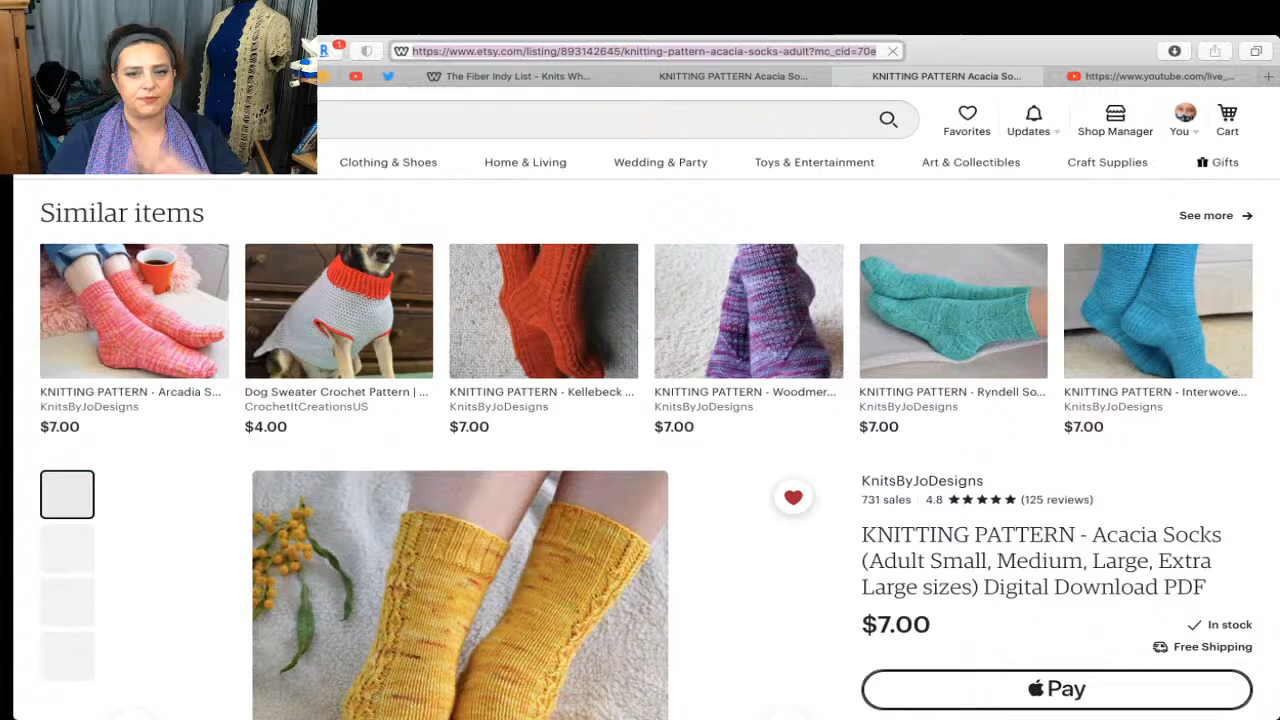 R
1
https://www.etsy.com/listing/893142645/knitting-pattern-acacia-socks-adult?mc_cid=70e
The Fiber Indy List - Knits Wh...
KNITTING PATTERN Acacia So...
KNITTING PATTERN Acacia So...
https://www.youtube.com/live_...
Favorites
Updates
Shop Manager
You
Cart
Clothing & Shoes
Home & Living
Wedding & Party
Toys & Entertainment
Art & Collectibles
Craft Supplies
Gifts
Similar items
See more
KNITTING PATTERN - Arcadia S...
KnitsByJoDesigns
$7.00
Dog Sweater Crochet Pattern | ...
CrochetItCreationsUS
$4.00
KNITTING PATTERN - Kellebeck ...
KnitsByJoDesigns
$7.00
KNITTING PATTERN - Woodmer...
KnitsByJoDesigns
$7.00
KNITTING PATTERN - Ryndell So...
KnitsByJoDesigns
$7.00
KNITTING PATTERN - Interwove...
KnitsByJoDesigns
$7.00
KnitsByJoDesigns
731 sales 4.8 ★★★★★ (125 reviews)
KNITTING PATTERN - Acacia Socks
(Adult Small, Medium, Large, Extra
Large sizes) Digital Download PDF
$7.00
In stock
Free Shipping
Pay